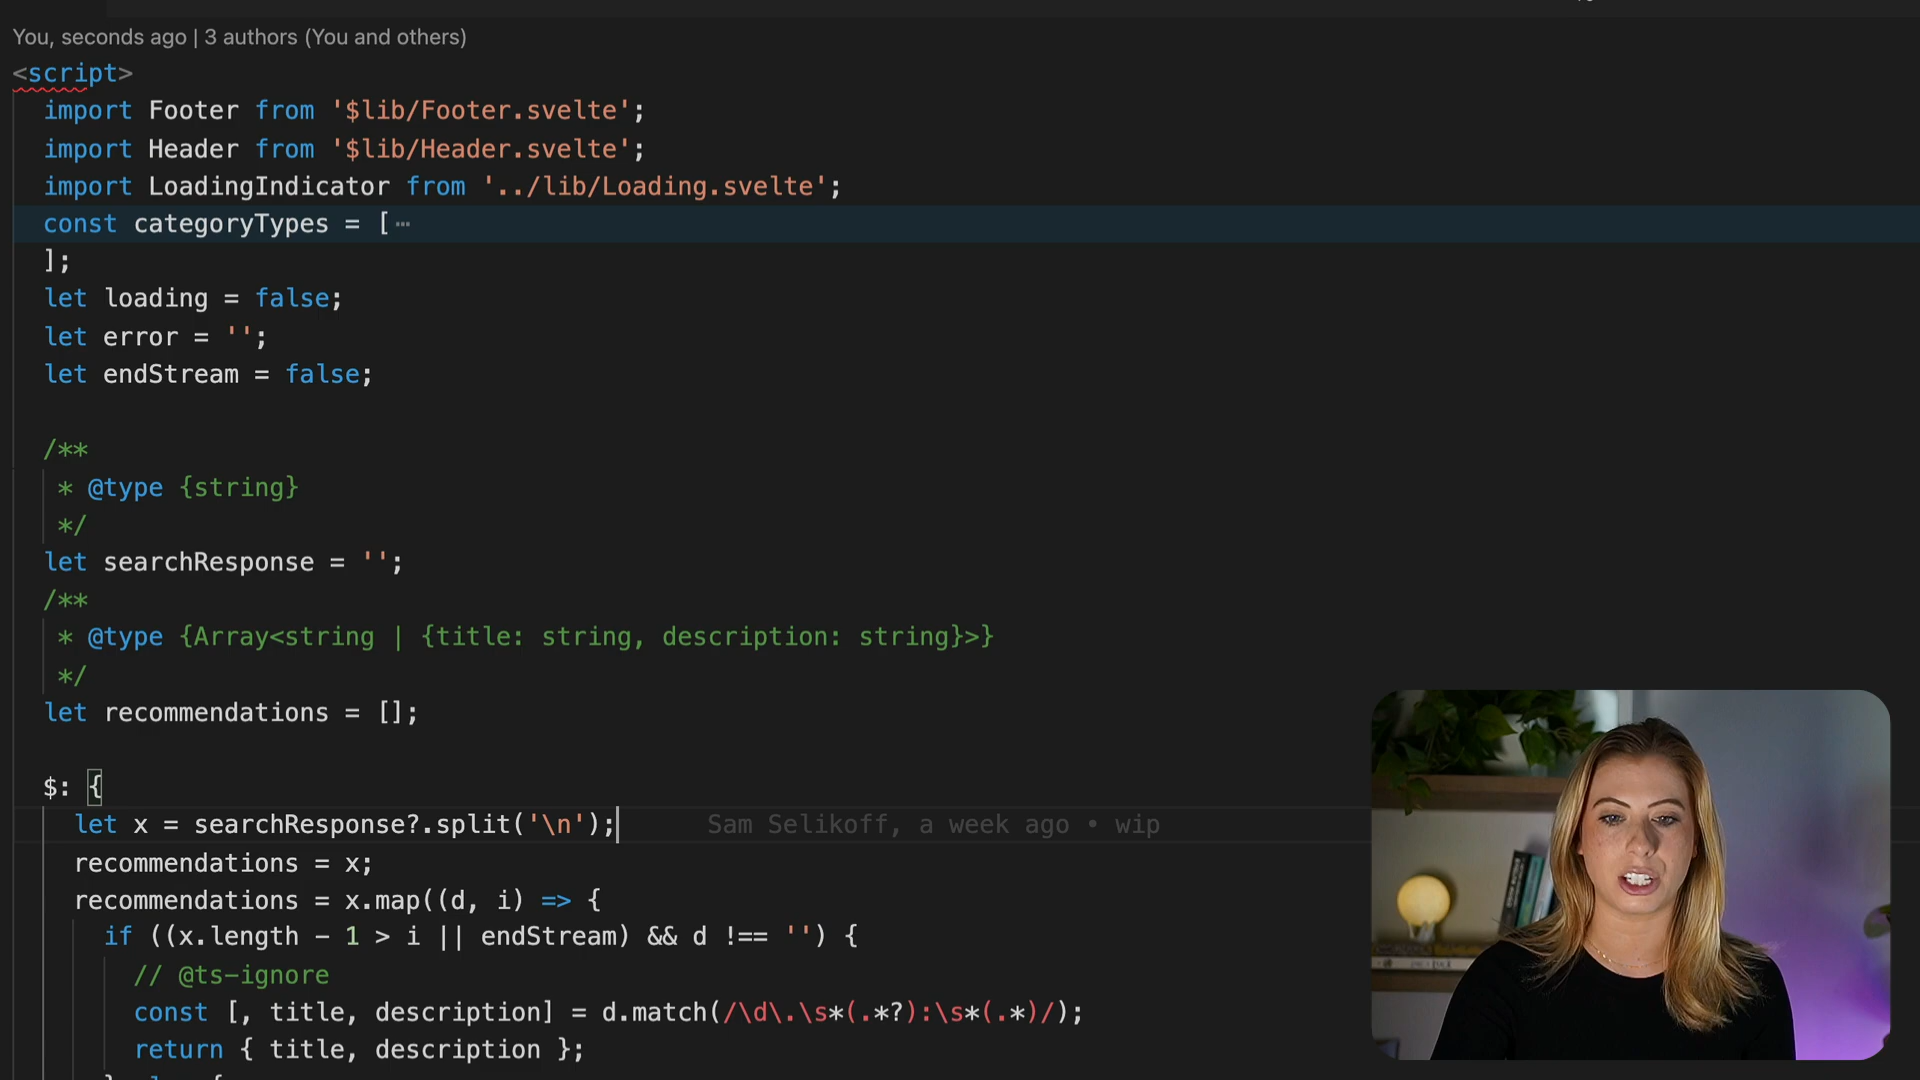 You, seconds ago | 3 authors (You and others)
<script>
import Footer from '$lib/Footer.svelte';
import Header from '$lib/Header.svelte';
import LoadingIndicator from '../lib/Loading.svelte';
const categoryTypes = [ ⋯
];
let loading = false;
let error = '';
let endStream = false;
/**
* @type {string}
*/
let searchResponse = '';
/**
* @type {Array<string | {title: string, description: string}>}
*/
let recommendations = [];
$: {
let x = searchResponse?.split('\n'); Sam Selikoff, a week ago • wip
recommendations = x;
recommendations = x.map((d, i) => {
if ((x.length - 1 > i || endStream) && d !== '') {
// @ts-ignore
const [, title, description] = d.match(/\d\.\s*(.*?):\s*(.*)/);
return { title, description };